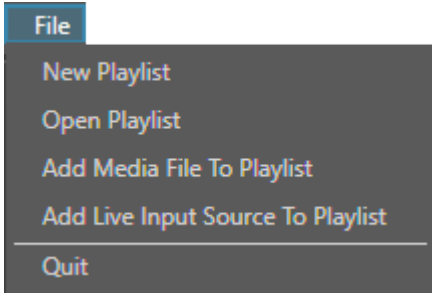 File
New Playlist
Open Playlist
Add Media File To Playlist
Add Live Input Source To Playlist
Quit